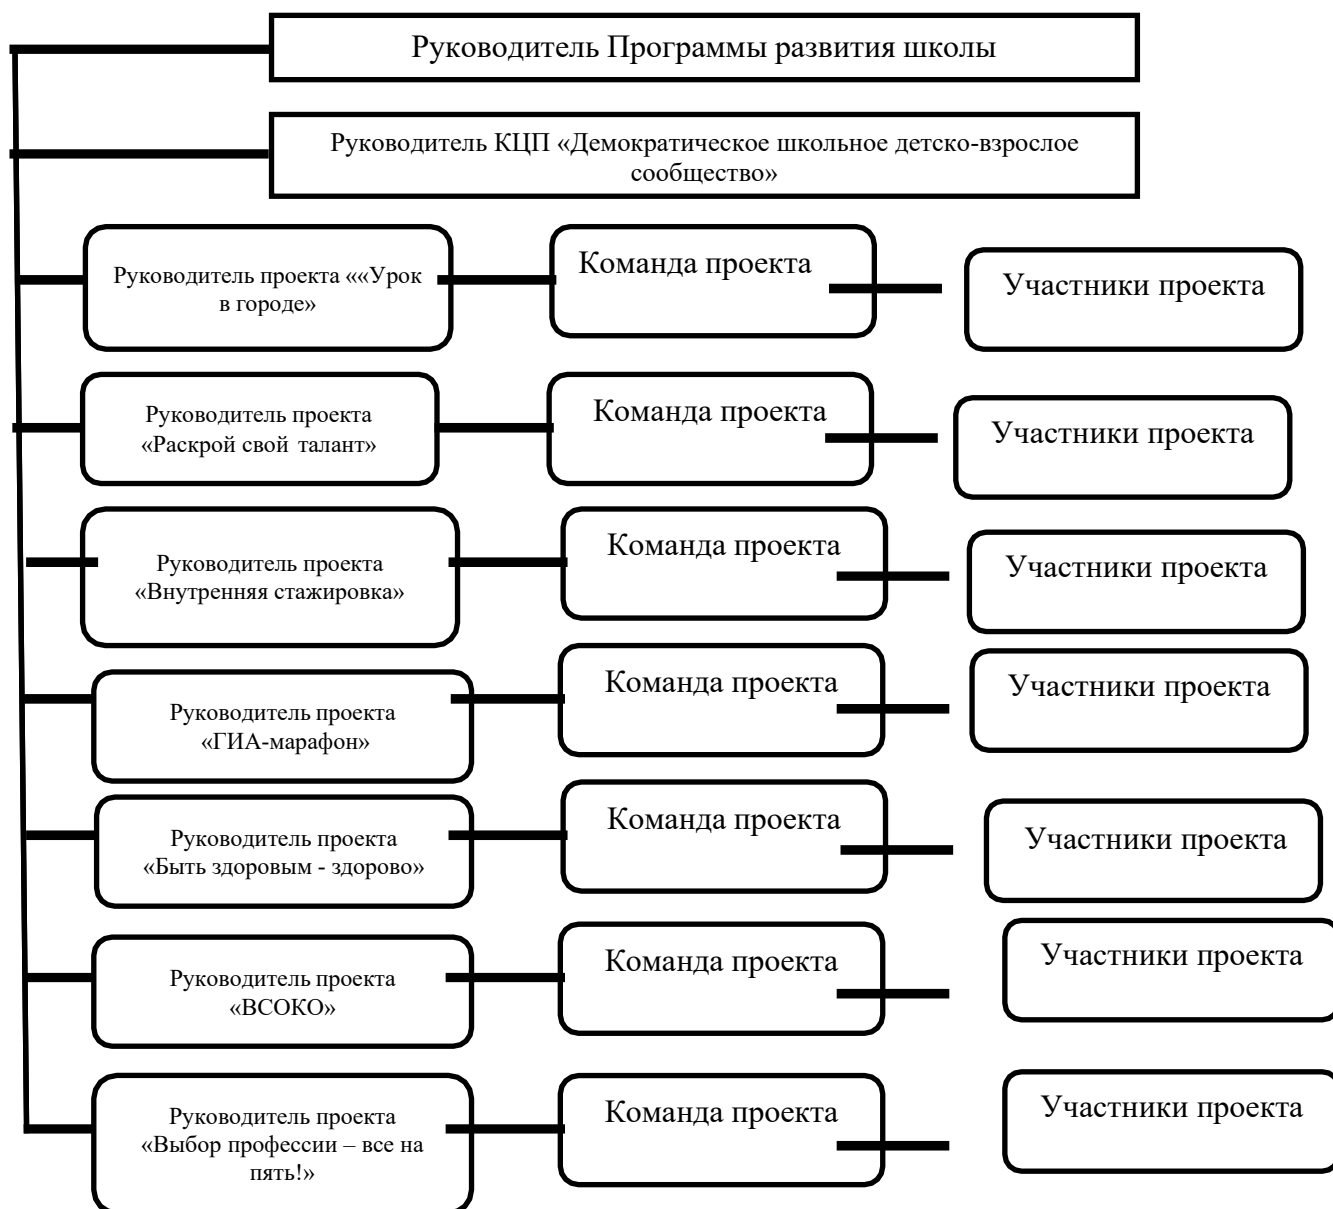 Руководитель Программы развития школы
Руководитель КЦП «Демократическое школьное детско-взрослое
сообщество»
Руководитель проекта ««Урок
в городе»
Команда проекта
Участники проекта
Руководитель проекта
«Раскрой свой талант»
Команда проекта
Участники проекта
Руководитель проекта
«Внутренняя стажировка»
Команда проекта
Участники проекта
Руководитель проекта
«ГИА-марафон»
Команда проекта
Участники проекта
Руководитель проекта
«Быть здоровым - здорово»
Команда проекта
Участники проекта
Руководитель проекта
«ВСОКО»
Команда проекта
Участники проекта
Руководитель проекта
«Выбор профессии – все на
пять!»
Команда проекта
Участники проекта